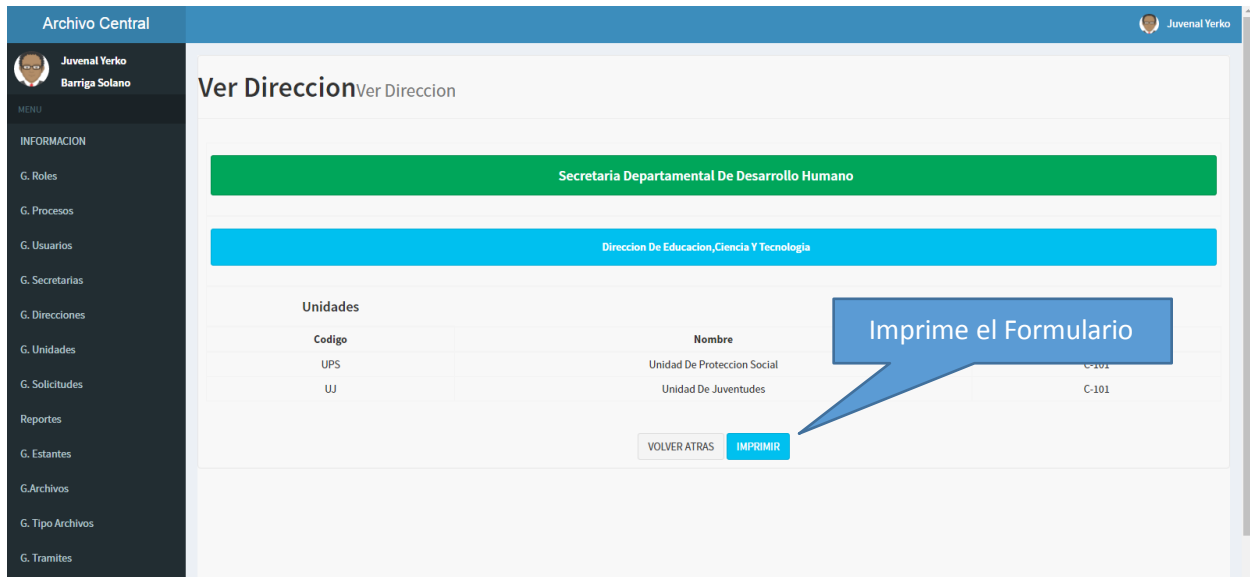 Archivo Central
Juvenal Yerko
Juvenal Yerko
Barriga Solano
MENU
INFORMACION
G. Roles
G. Procesos
G. Usuarios
G. Secretarias
G. Direcciones
G. Unidades
G. Solicitudes
Reportes
G. Estantes
G.Archivos
G. Tipo Archivos
G. Tramites
Ver DireccionVer Direccion
Secretaria Departamental De Desarrollo Humano
Direccion De Educacion,Ciencia Y Tecnologia
Unidades
Codigo Nombre
UPS Unidad De Proteccion Social C-101
UJ Unidad De Juventudes C-101
Imprime el Formulario
VOLVER ATRAS IMPRIMIR